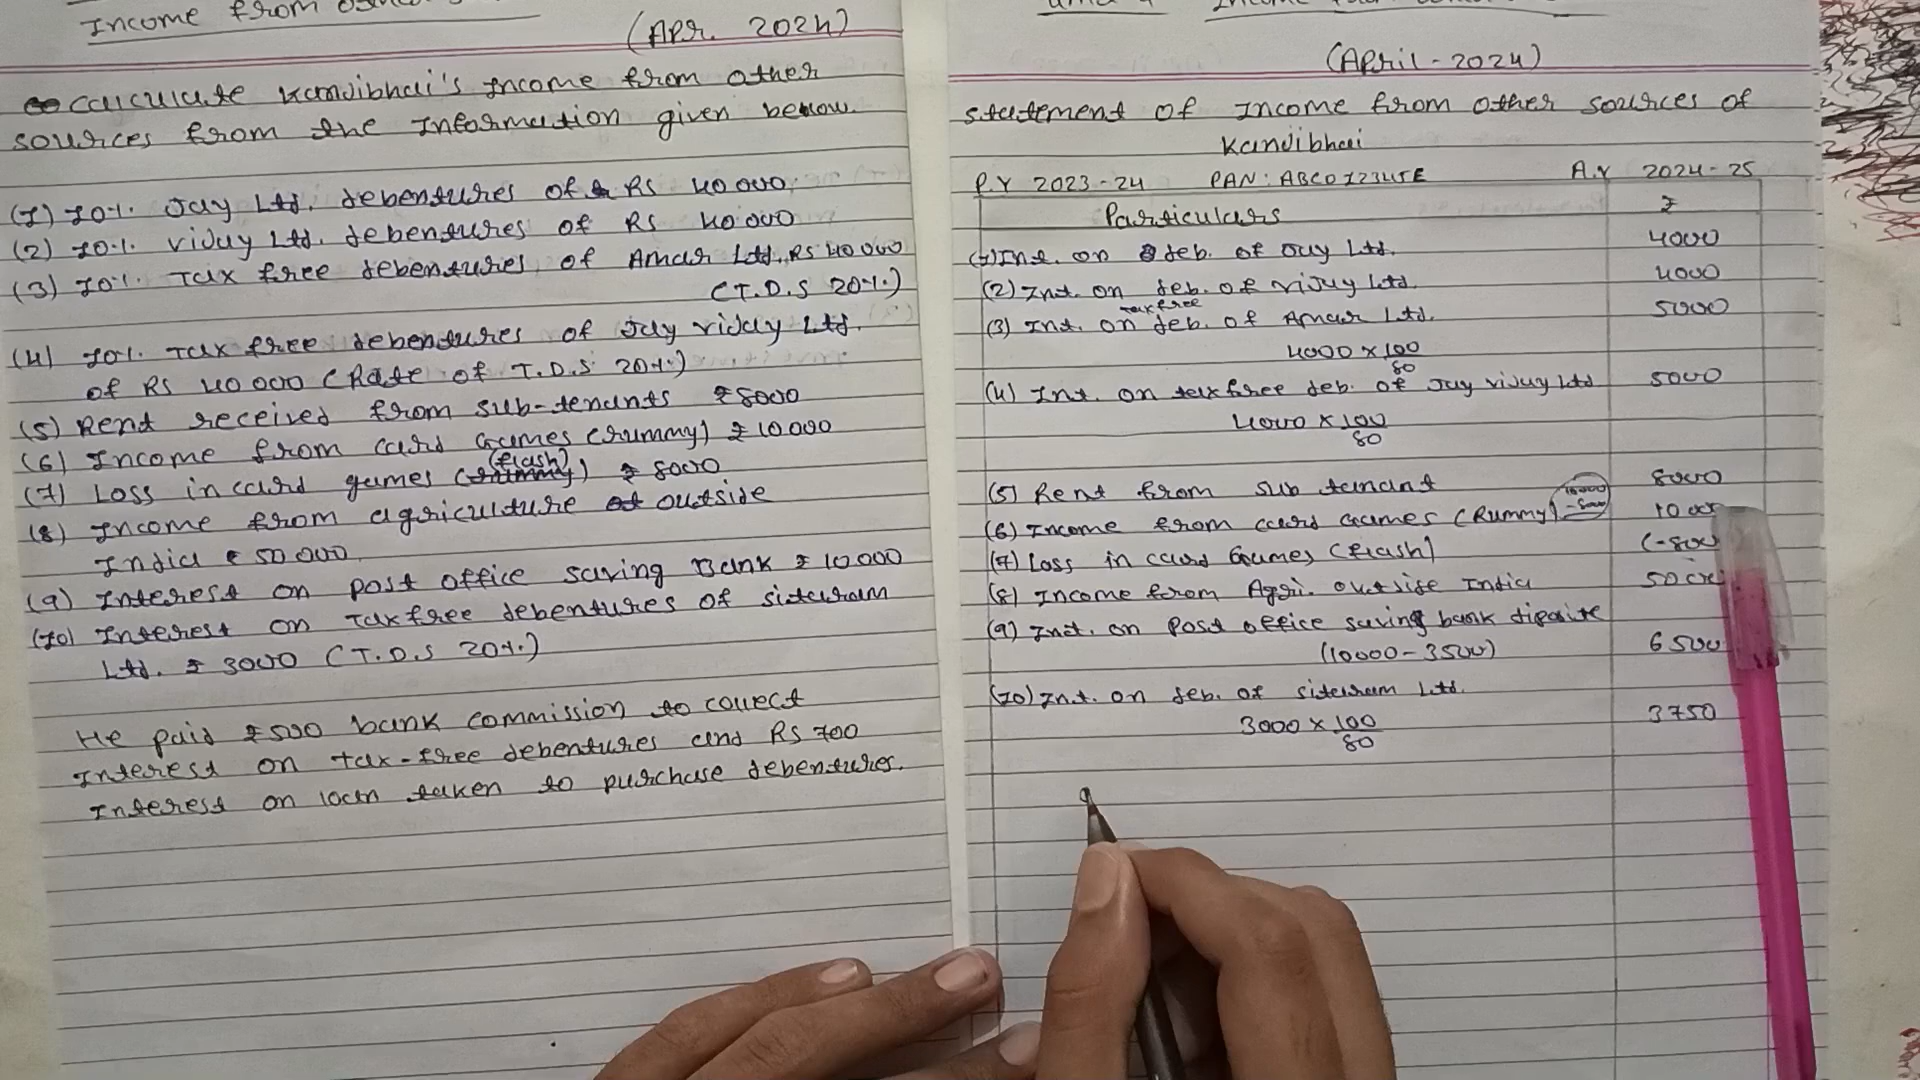 Income from
(Apr. 2024)
calculate Kanjibhai's Income from other
sources from the Information given below.
(1) 10%. Jay Ltd. debentures of RS 40000.
(2) 10%. Vijay Ltd. debentures of RS 40000
(3) 10%. Tax free debentures of Amar Ltd. RS 40000
(T.D.S 20%.)
(4) 10%. Tax free debentures of Jay Vijay Ltd.
of RS 40000 (Rate of T.D.S. 20%.)
(5) Rent received from sub-tenants ₹8000
(6) Income from card Games (rummy) ₹10000
(7) Loss in card games (flash) ₹8000
(8) Income from agriculture outside
India ₹50000
(9) Interest on post office saving Bank ₹10000
(10) Interest on Taxfree debentures of sitaram
Ltd. ₹3000 (T.D.S 20%.)
He paid ₹500 bank commission to collect
Interest on tax-free debentures and RS 700
Interest on loan taken to purchase debentures.
(April-2024)
statement of Income from other sources of
Kanjibhai
P.Y 2023-24 PAN: A.Y 2024-25
Particulars ₹
(1) Int. on deb. of Jay Ltd. 4000
(2) Int. on deb. of Vijay Ltd. 4000
(3) Int. on tax free deb. of Amar Ltd. 5000
4000 x 100
80
(4) Int. on tax free deb. of Jay Vijay Ltd 5000
4000 x 100
80
(5) Rent from sub tenant 8000
(6) Income from card Games (Rummy) 10000 -8000
(7) Loss in card Games (flash)
(8) Income from Agri. outside India
(9) Int. on Post office saving bank diposite
(10000-3500) 6500
(10) Int. on deb. of sitaram Ltd.
3000 x 100 3750
80